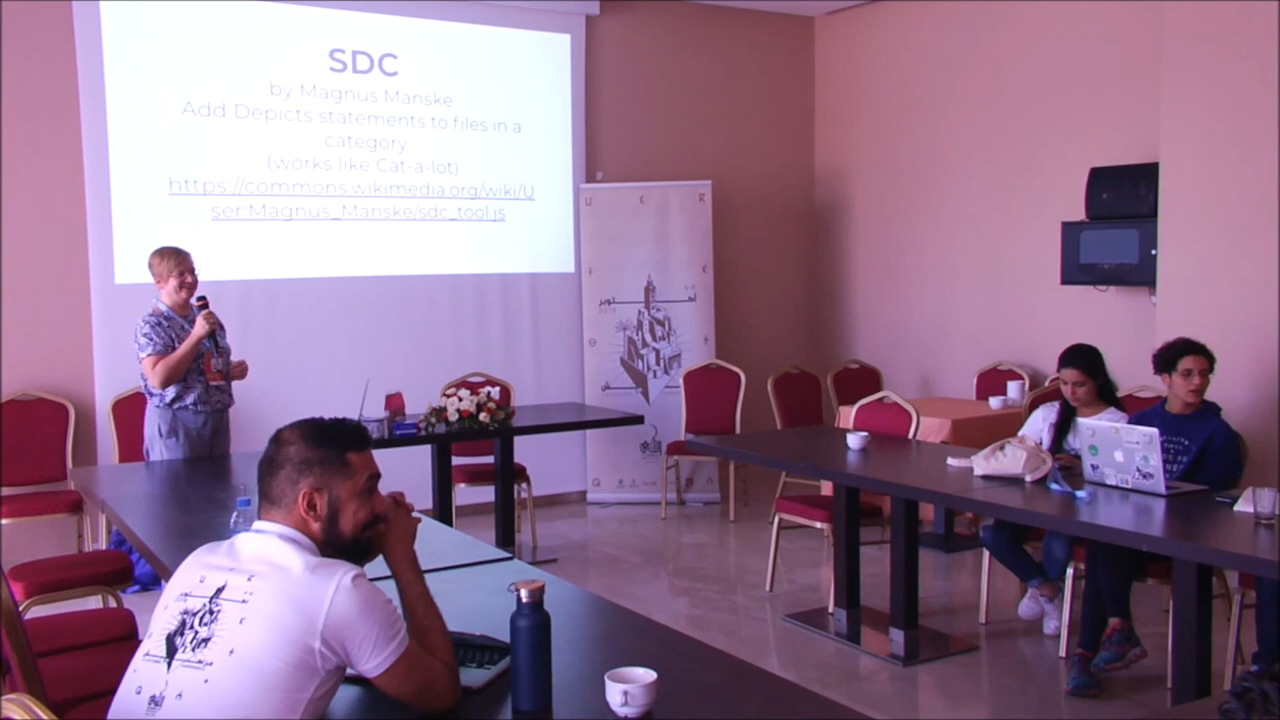 SDC
by Magnus Manske
Add Depicts statements to files in a
category
(works like Cat-a-lot)
https://commons.wikimedia.org/wiki/U
ser:Magnus_Manske/sdc_tool.js
U C K